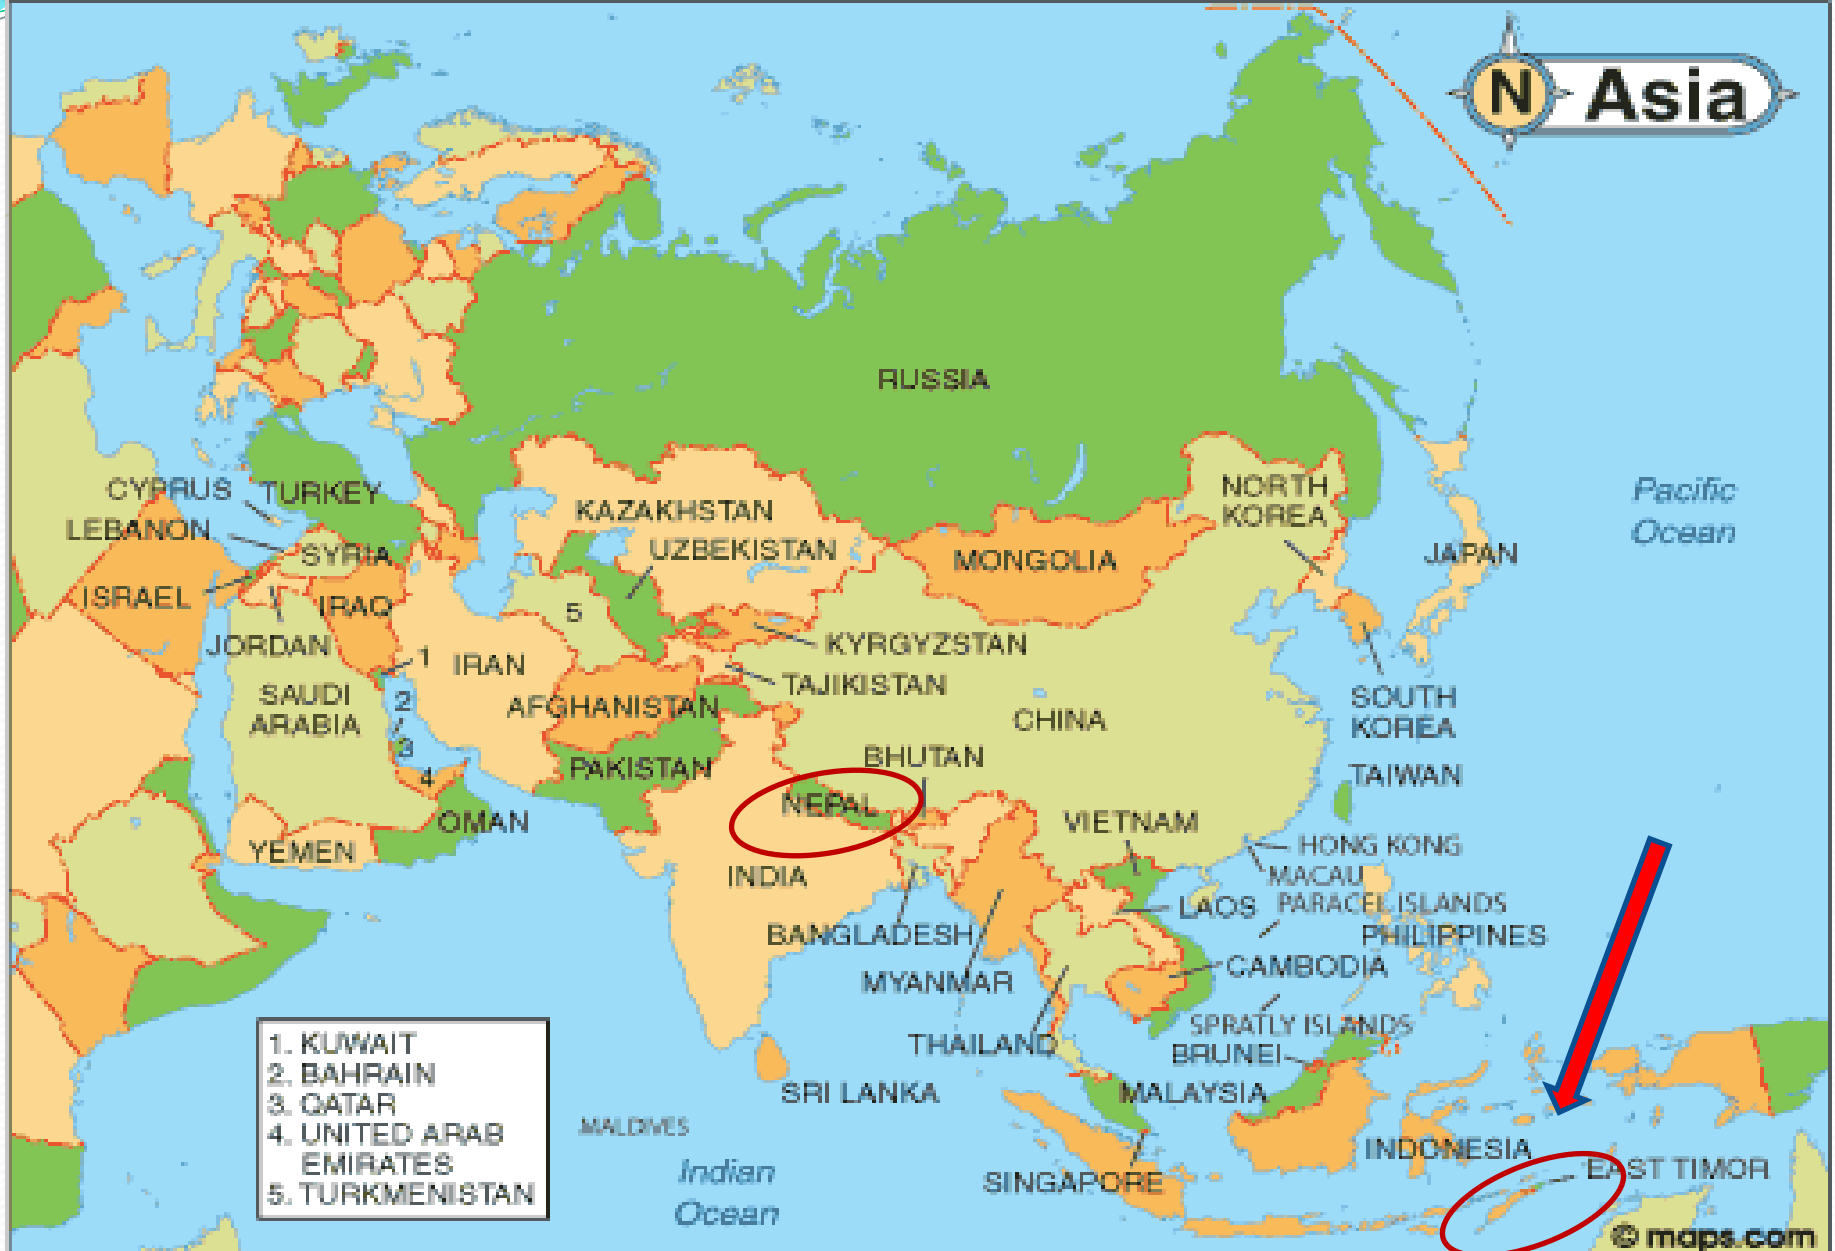 N Asia
RUSSIA
CYPRUS
TURKEY
LEBANON
SYRIA
ISRAEL
IRAQ
JORDAN
KAZAKHSTAN
UZBEKISTAN
MONGOLIA
NORTH
KOREA
JAPAN
Pacific
Ocean
5
KYRGYZSTAN
TAJIKISTAN
1
IRAN
2
3
4
SAUDI
ARABIA
AFGHANISTAN
CHINA
SOUTH
KOREA
PAKISTAN
BHUTAN
TAIWAN
NEPAL
OMAN
YEMEN
VIETNAM
HONG KONG
MACAU
INDIA
LAOS
PARACEL ISLANDS
BANGLADESH
PHILIPPINES
CAMBODIA
MYANMAR
SPRATLY ISLANDS
THAILAND
BRUNEI
SRI LANKA
MALAYSIA
MALDIVES
INDONESIA
Indian
Ocean
SINGAPORE
EAST TIMOR
1. KUWAIT
2. BAHRAIN
3. QATAR
4. UNITED ARAB
EMIRATES
5. TURKMENISTAN
© maps.com